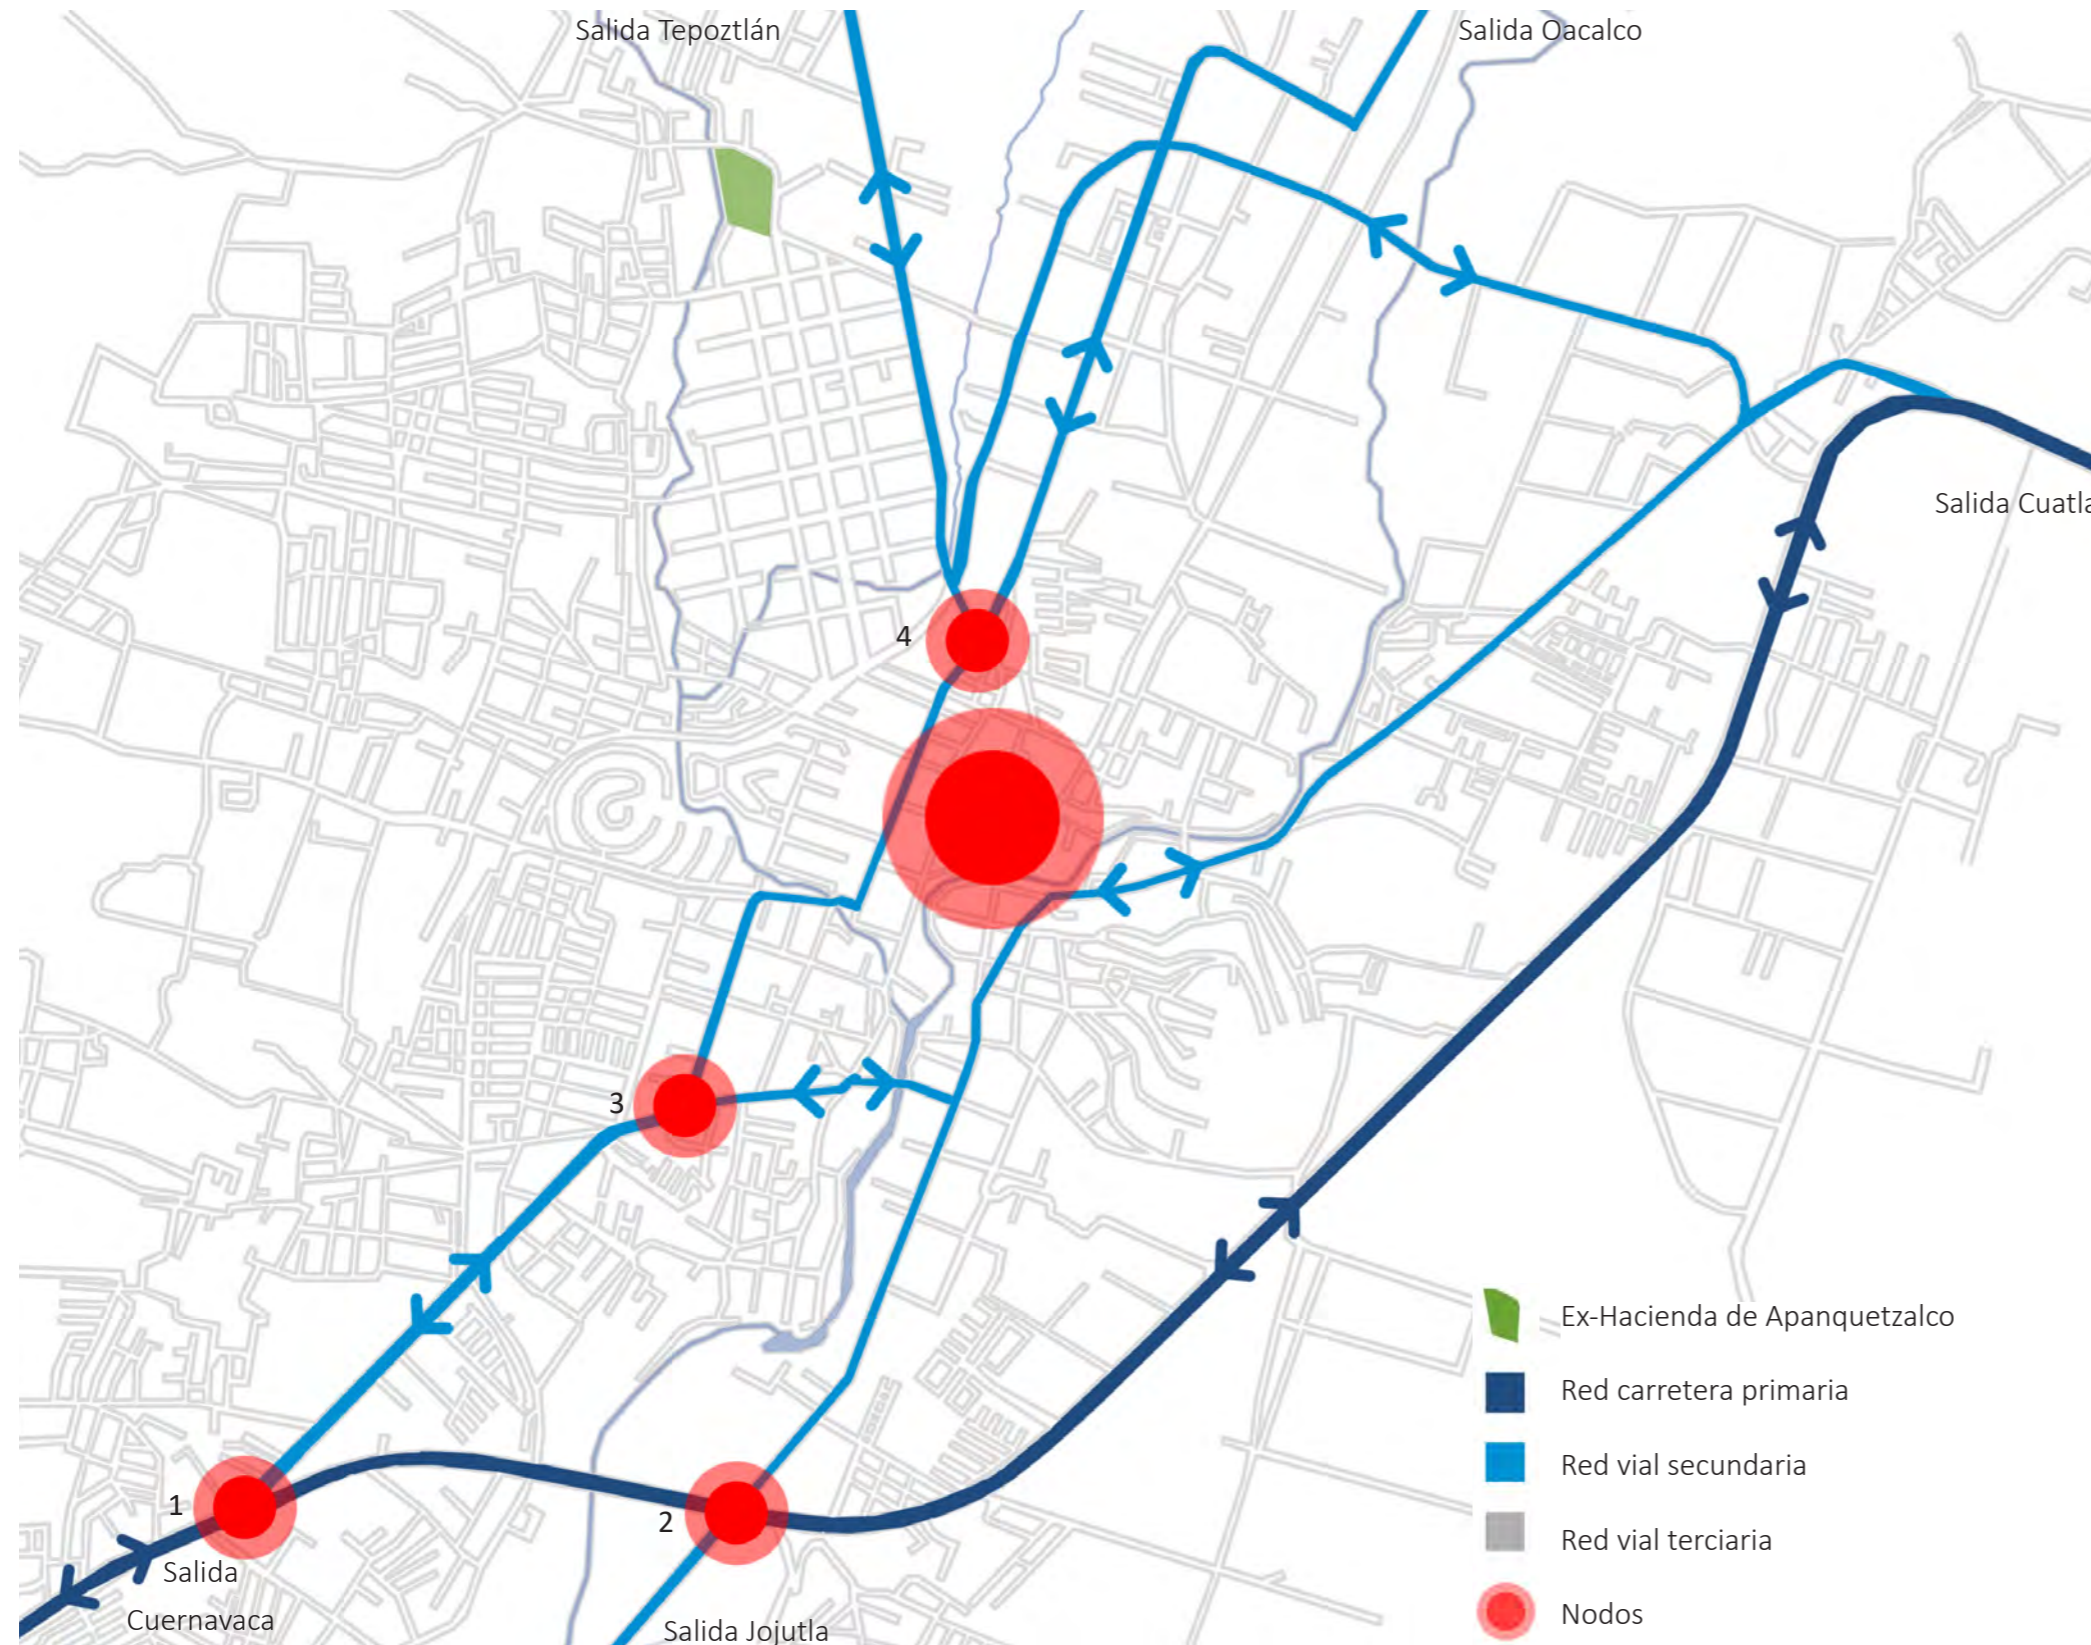 Salida Tepoztlán
Salida Oacalco
Salida Cuatla
4
3
1
2
Salida
Cuernavaca
Salida Jojutla
Ex-Hacienda de Apanquetzalco
Red carretera primaria
Red vial secundaria
Red vial terciaria
Nodos